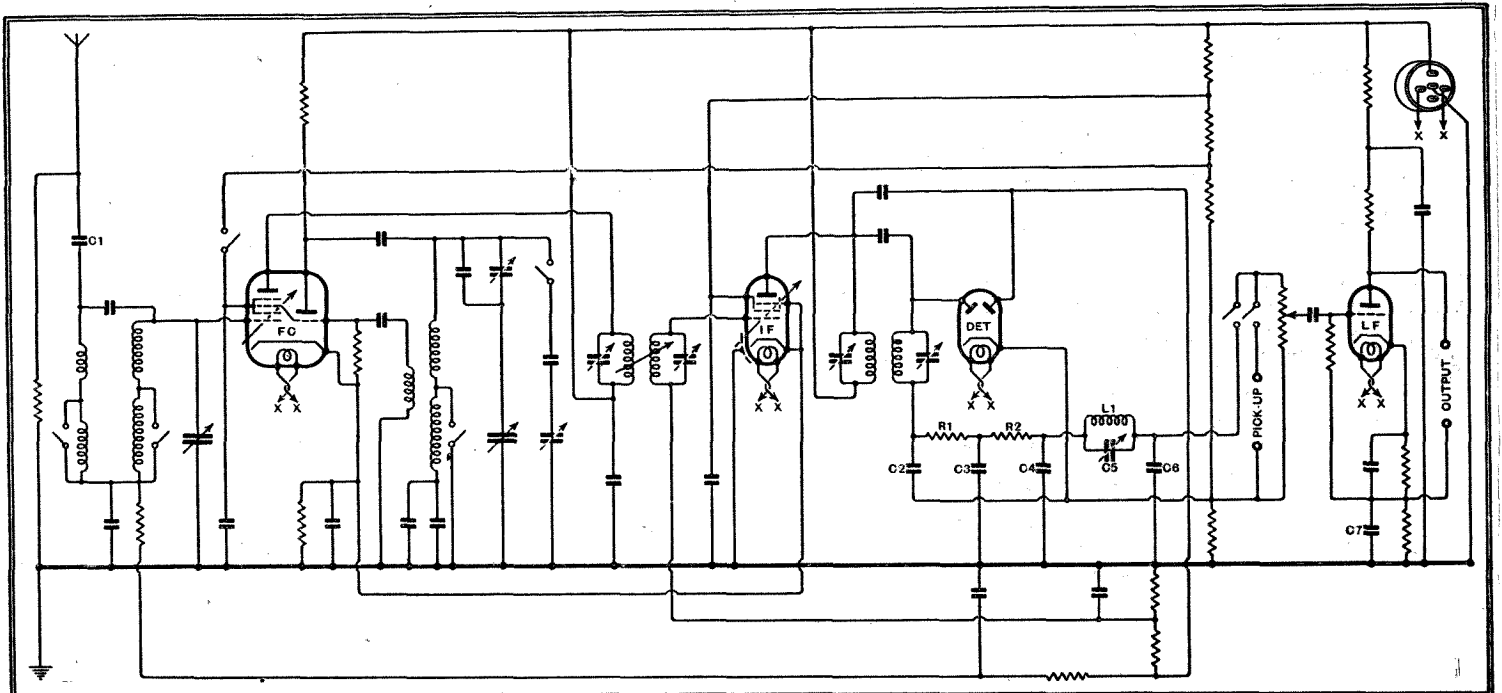 C1
FC
X X
IF
X X
DET
X X
L1
R1
R2
C5
C2
C3
C4
C6
PICK-UP
LF
X X
OUTPUT
C7
X X